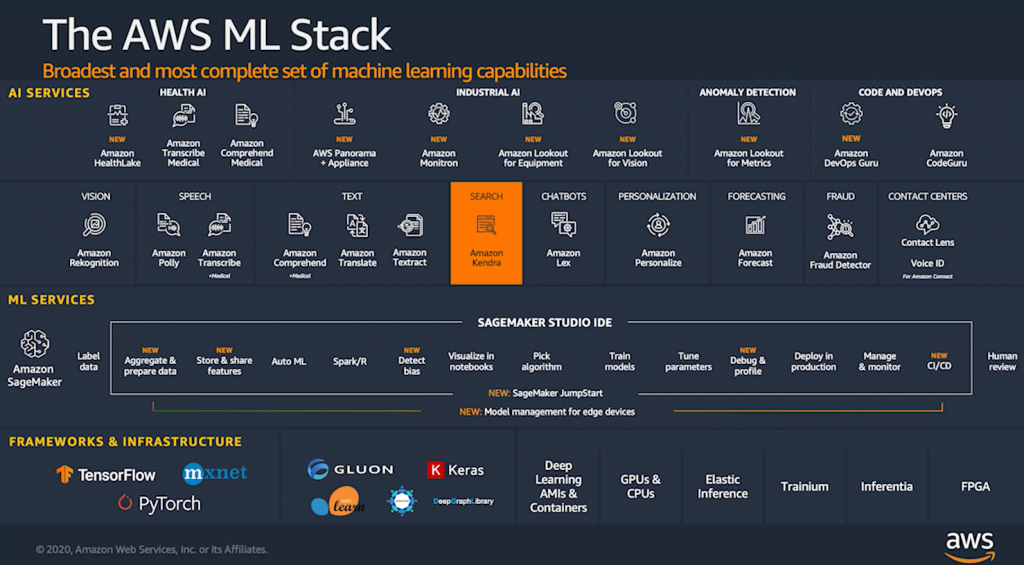 The AWS ML Stack
Broadest and most complete set of machine learning capabilities
AI SERVICES
HEALTH AI
NEW
Amazon
HealthLake
Amazon
Transcribe
Medical
Amazon
Comprehend
Medical
INDUSTRIAL AI
NEW
AWS Panorama
+ Appliance
NEW
Amazon
Monitron
NEW
Amazon Lookout
for Equipment
NEW
Amazon Lookout
for Vision
ANOMALY DETECTION
NEW
Amazon Lookout
for Metrics
CODE AND DEVOPS
NEW
Amazon
DevOps Guru
Amazon
CodeGuru
VISION
Amazon
Rekognition
SPEECH
Amazon
Polly
Amazon
Transcribe
+Medical
TEXT
Amazon
Comprehend
+Medical
Amazon
Translate
Amazon
Textract
SEARCH
Amazon
Kendra
CHATBOTS
Amazon
Lex
PERSONALIZATION
Amazon
Personalize
FORECASTING
Amazon
Forecast
FRAUD
Amazon
Fraud Detector
CONTACT CENTERS
Contact Lens
Voice ID
For Amazon Connect
ML SERVICES
Amazon
SageMaker
Label
data
SAGEMAKER STUDIO IDE
NEW
Aggregate &
prepare data
NEW
Store & share
features
Auto ML
Spark/R
NEW
Detect
bias
Visualize in
notebooks
Pick
algorithm
Train
models
Tune
parameters
NEW
Debug &
profile
Deploy in
production
Manage
& monitor
NEW
CI/CD
Human
review
NEW: SageMaker JumpStart
NEW: Model management for edge devices
FRAMEWORKS & INFRASTRUCTURE
TensorFlow
mxnet
PyTorch
GLUON
K Keras
learn
DeepGraphLibrary
Deep
Learning
AMIs &
Containers
GPUs &
CPUs
Elastic
Inference
Trainium
Inferentia
FPGA
© 2020, Amazon Web Services, Inc. or its Affiliates.
aws